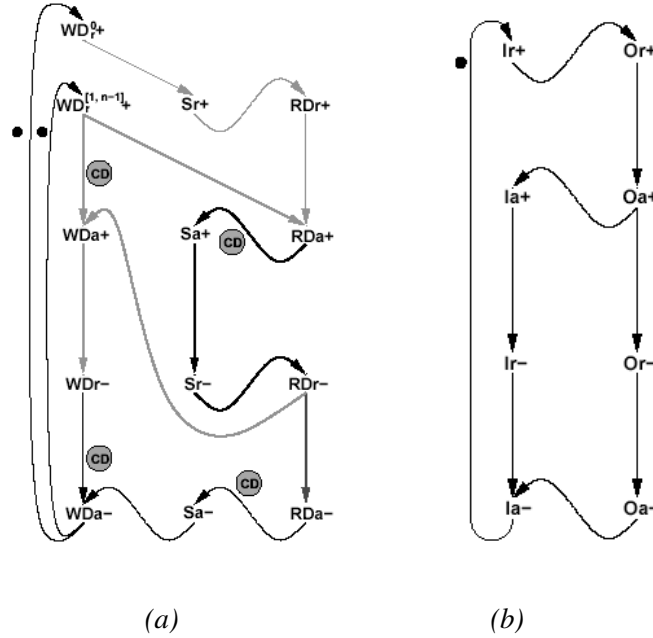 WD⁰ᵣ+
Ir+ Or+
WDᵣ[1, n−1]+ Sr+ RDr+
CD
Ia+ Oa+
WDa+ Sa+ CD RDa+
Ir− Or−
WDr− Sr− RDr−
CD CD
WDa− Sa− RDa− Ia− Oa−
(a) (b)